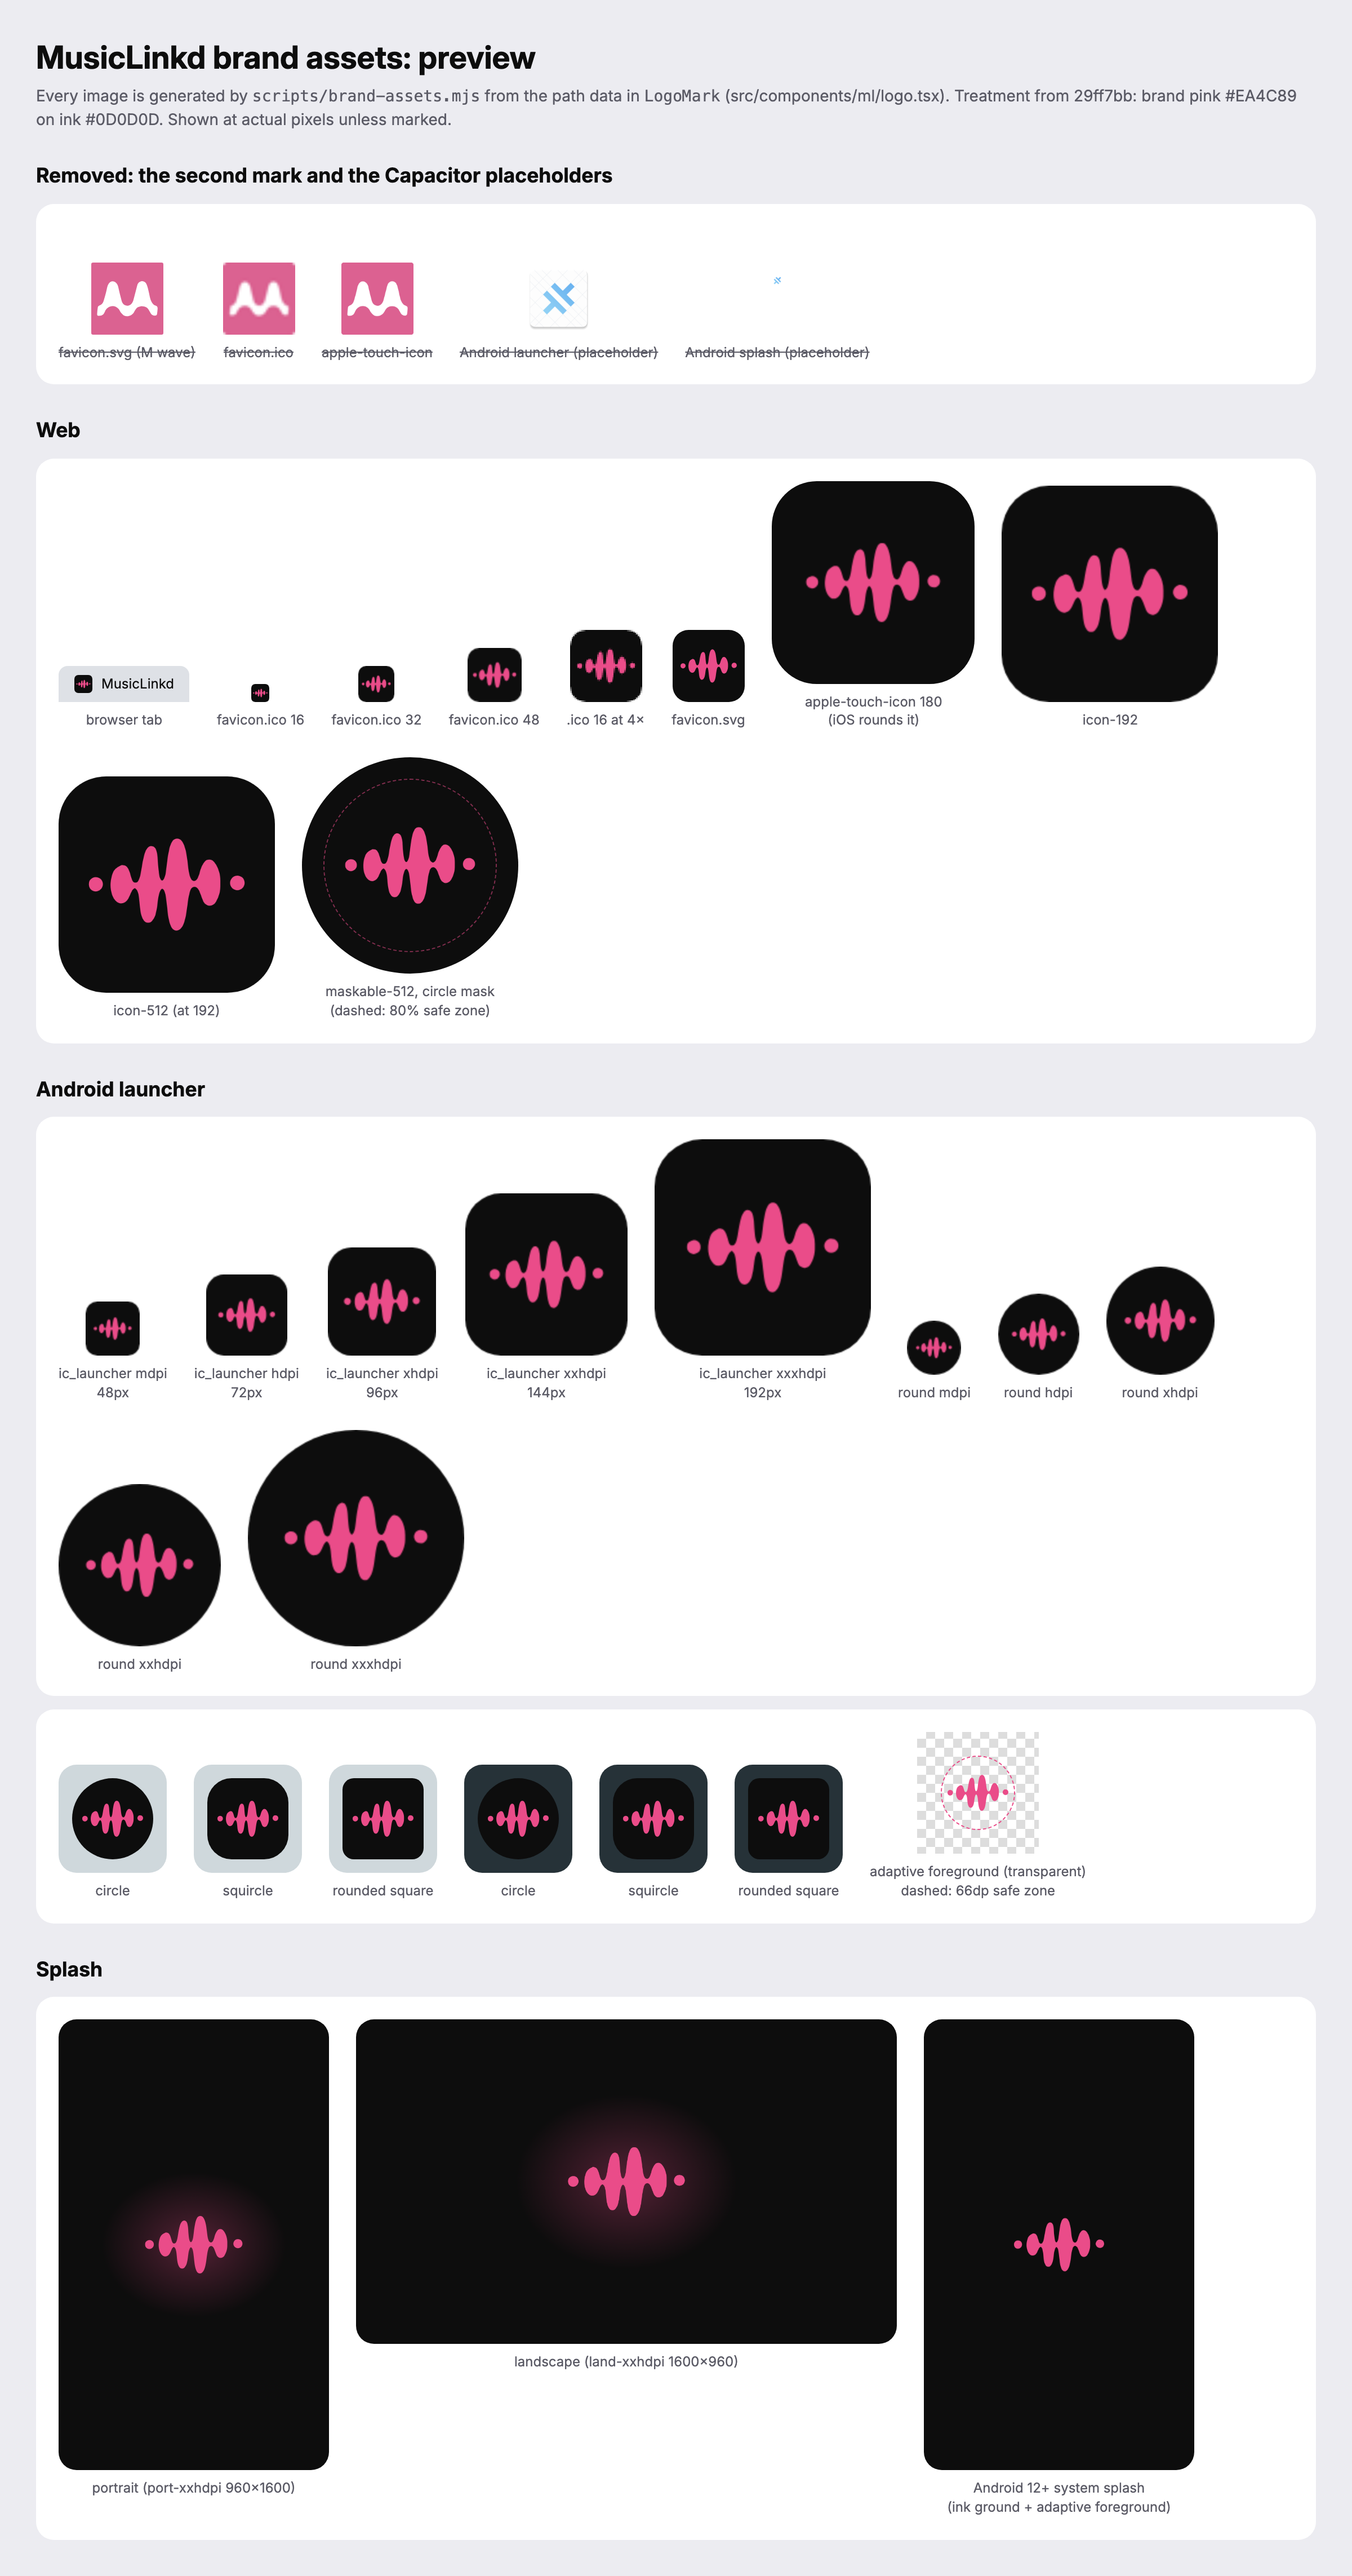 MusicLinkd brand assets: preview
Every image is generated by scripts/brand-assets.mjs from the path data in LogoMark (src/components/ml/logo.tsx). Treatment from 29ff7bb: brand pink #EA4C89
on ink #0D0D0D. Shown at actual pixels unless marked.
Removed: the second mark and the Capacitor placeholders
favicon.svg (M wave) favicon.ico apple-touch-icon Android launcher (placeholder) Android splash (placeholder)
Web
MusicLinkd
browser tab favicon.ico 16 favicon.ico 32 favicon.ico 48 .ico 16 at 4× favicon.svg
apple-touch-icon 180
(iOS rounds it)
icon-192
icon-512 (at 192)
maskable-512, circle mask
(dashed: 80% safe zone)
Android launcher
ic_launcher mdpi
48px
ic_launcher hdpi
72px
ic_launcher xhdpi
96px
ic_launcher xxhdpi
144px
ic_launcher xxxhdpi
192px
round mdpi round hdpi round xhdpi
round xxhdpi round xxxhdpi
circle squircle rounded square circle squircle rounded square
adaptive foreground (transparent)
dashed: 66dp safe zone
Splash
portrait (port-xxhdpi 960×1600)
landscape (land-xxhdpi 1600×960)
Android 12+ system splash
(ink ground + adaptive foreground)